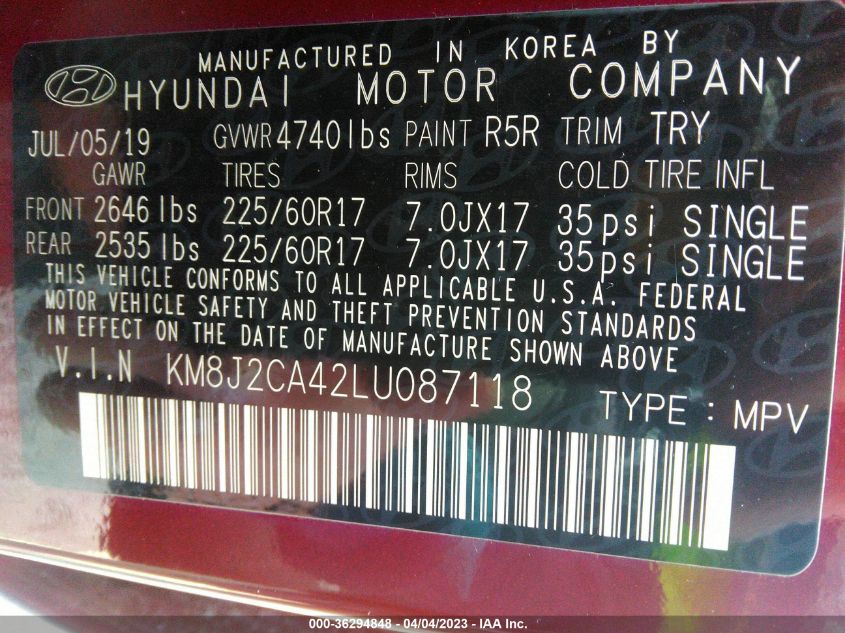 MANUFACTURED IN KOREA BY
HYUNDAI MOTOR COMPANY
JUL/05/19 GVWR 4740lbs PAINT R5R TRIM TRY
GAWR TIRES RIMS COLD TIRE INFL
FRONT 2646 lbs 225/60R17 7.0JX17 35psi SINGLE
REAR 2535 lbs 225/60R17 7.0JX17 35psi SINGLE
THIS VEHICLE CONFORMS TO ALL APPLICABLE U.S.A. FEDERAL
MOTOR VEHICLE SAFETY AND THEFT PREVENTION STANDARDS
IN EFFECT ON THE DATE OF MANUFACTURE SHOWN ABOVE
V.I.N KM8J2CA42LU087118 TYPE : MPV
000-36294848 - 04/04/2023 - IAA Inc.